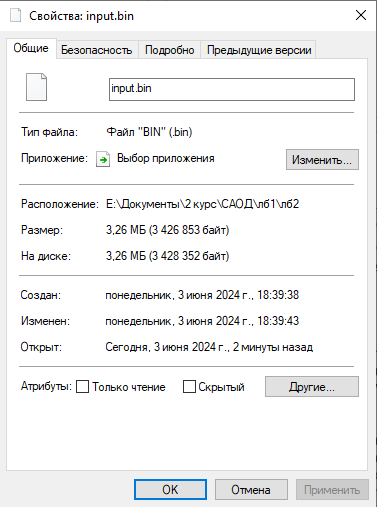 Свойства: input.bin
Общие Безопасность Подробно Предыдущие версии
input.bin
Тип файла: Файл "BIN" (.bin)
Приложение: Выбор приложения Изменить...
Расположение: E:\Документы\2 курс\САОД\лб1\лб2
Размер: 3,26 МБ (3 426 853 байт)
На диске: 3,26 МБ (3 428 352 байт)
Создан: понедельник, 3 июня 2024 г., 18:39:38
Изменен: понедельник, 3 июня 2024 г., 18:39:43
Открыт: Сегодня, 3 июня 2024 г., 2 минуты назад
Атрибуты: Только чтение Скрытый Другие...
OK Отмена Применить